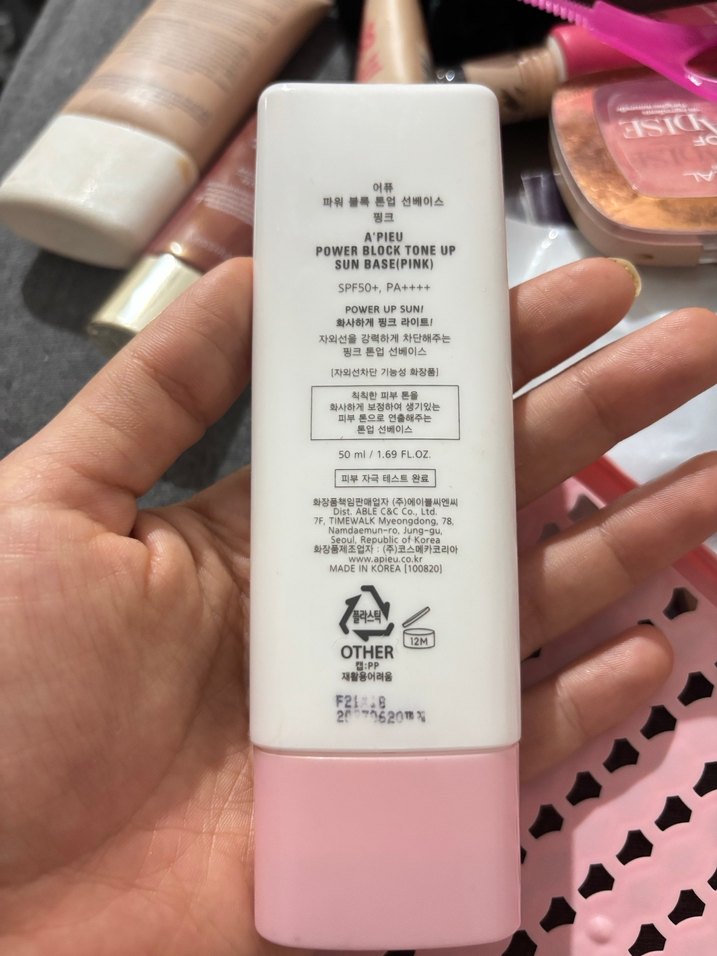 어퓨
파워 블록 톤업 선베이스
핑크
A'PIEU
POWER BLOCK TONE UP
SUN BASE(PINK)
SPF50+, PA++++
POWER UP SUN!
화사하게 핑크 라이트!
자외선을 강력하게 차단해주는
핑크 톤업 선베이스
[자외선차단 기능성 화장품]
칙칙한 피부 톤을
화사하게 보정하여 생기있는
피부 톤으로 연출해주는
톤업 선베이스
50 ml / 1.69 FL.OZ.
피부 자극 테스트 완료
화장품책임판매업자 (주)에이블씨엔씨
Dist. ABLE C&C Co., Ltd.
7F, TIMEWALK Myeongdong, 78,
Namdaemun-ro, Jung-gu,
Seoul, Republic of Korea
화장품제조업자 : (주)코스메카코리아
www.apieu.co.kr
MADE IN KOREA [100820]
플라스틱
12M
OTHER
캡:PP
재활용어려움